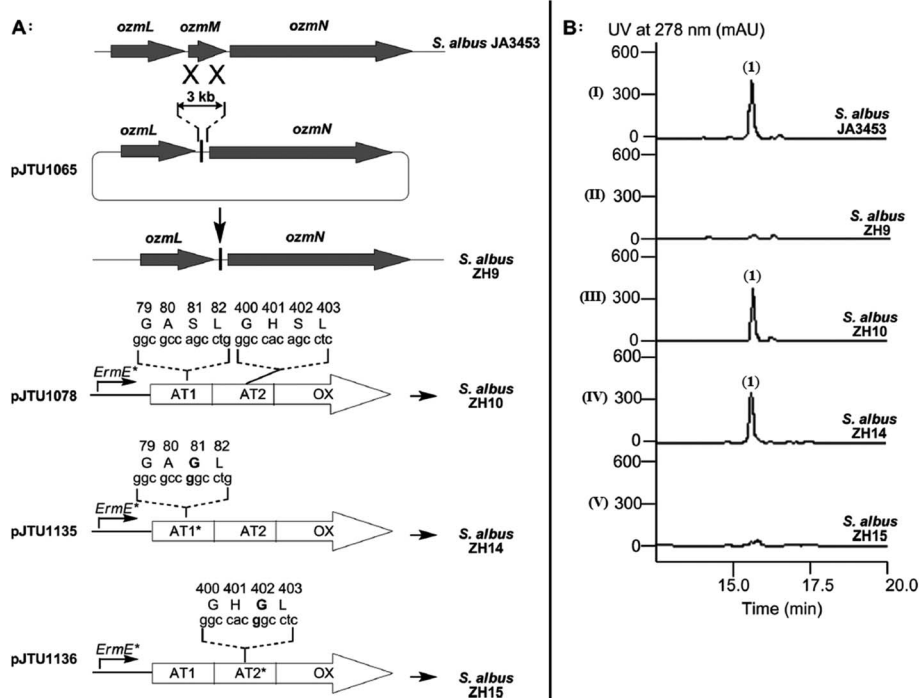 A:
ozmL ozmM ozmN
S. albus JA3453
X X
3 kb
ozmL ozmN
pJTU1065
ozmL ozmN
S. albus
ZH9
79 80 81 82 400 401 402 403
G A S L G H S L
ggc gcc agc ctg ggc cac agc ctc
ErmE*
pJTU1078
AT1 AT2 OX
S. albus
ZH10
79 80 81 82
G A G L
ggc gcc ggc ctg
ErmE*
pJTU1135
AT1* AT2 OX
S. albus
ZH14
400 401 402 403
G H G L
ggc cac ggc ctc
ErmE*
pJTU1136
AT1 AT2* OX
S. albus
ZH15
B: UV at 278 nm (mAU)
600
(1)
(I) 300
S. albus
JA3453
0
600
(II) 300
S. albus
ZH9
0
600
(1)
(III) 300
S. albus
ZH10
0
600
(1)
(IV) 300
S. albus
ZH14
0
600
(V) 300
S. albus
ZH15
0
15.0 17.5 20.0
Time (min)